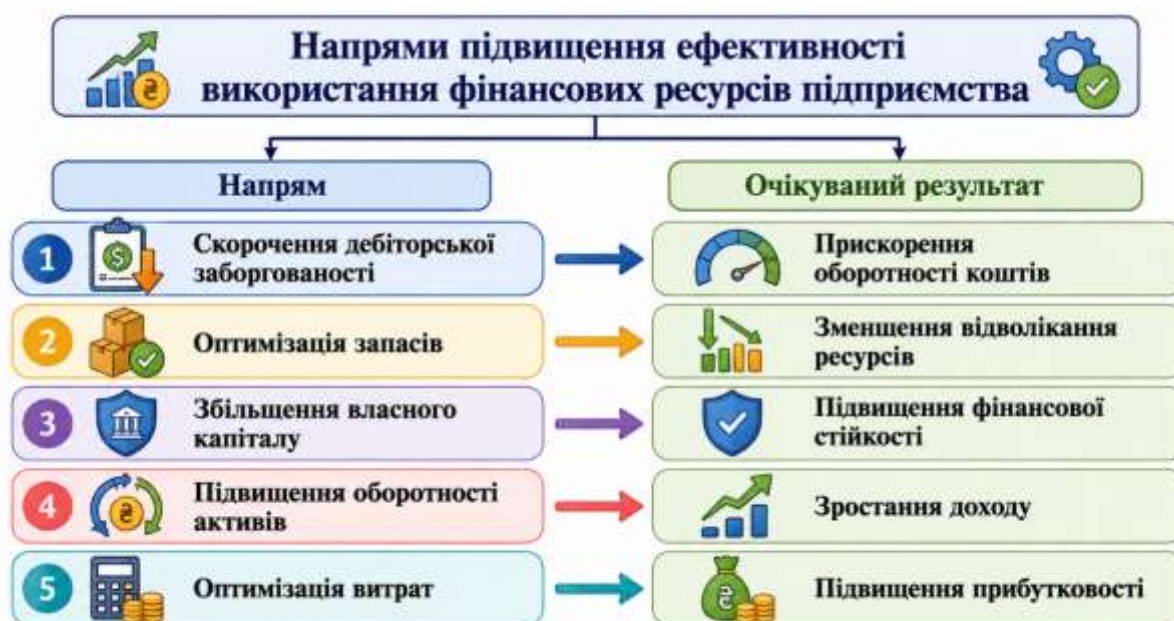 Напрями підвищення ефективності
використання фінансових ресурсів підприємства
Напрям
Очікуваний результат
1
Скорочення дебіторської
заборгованості
Прискорення
оборотності коштів
2
Оптимізація запасів
Зменщення відволікання
ресурсів
3
Збільшення власного
капіталу
Підвищення фінансової
стійкості
4
Підвищення оборотності
активів
Зростання доходу
5
Оптимізація витрат
Підвищення прибутковості